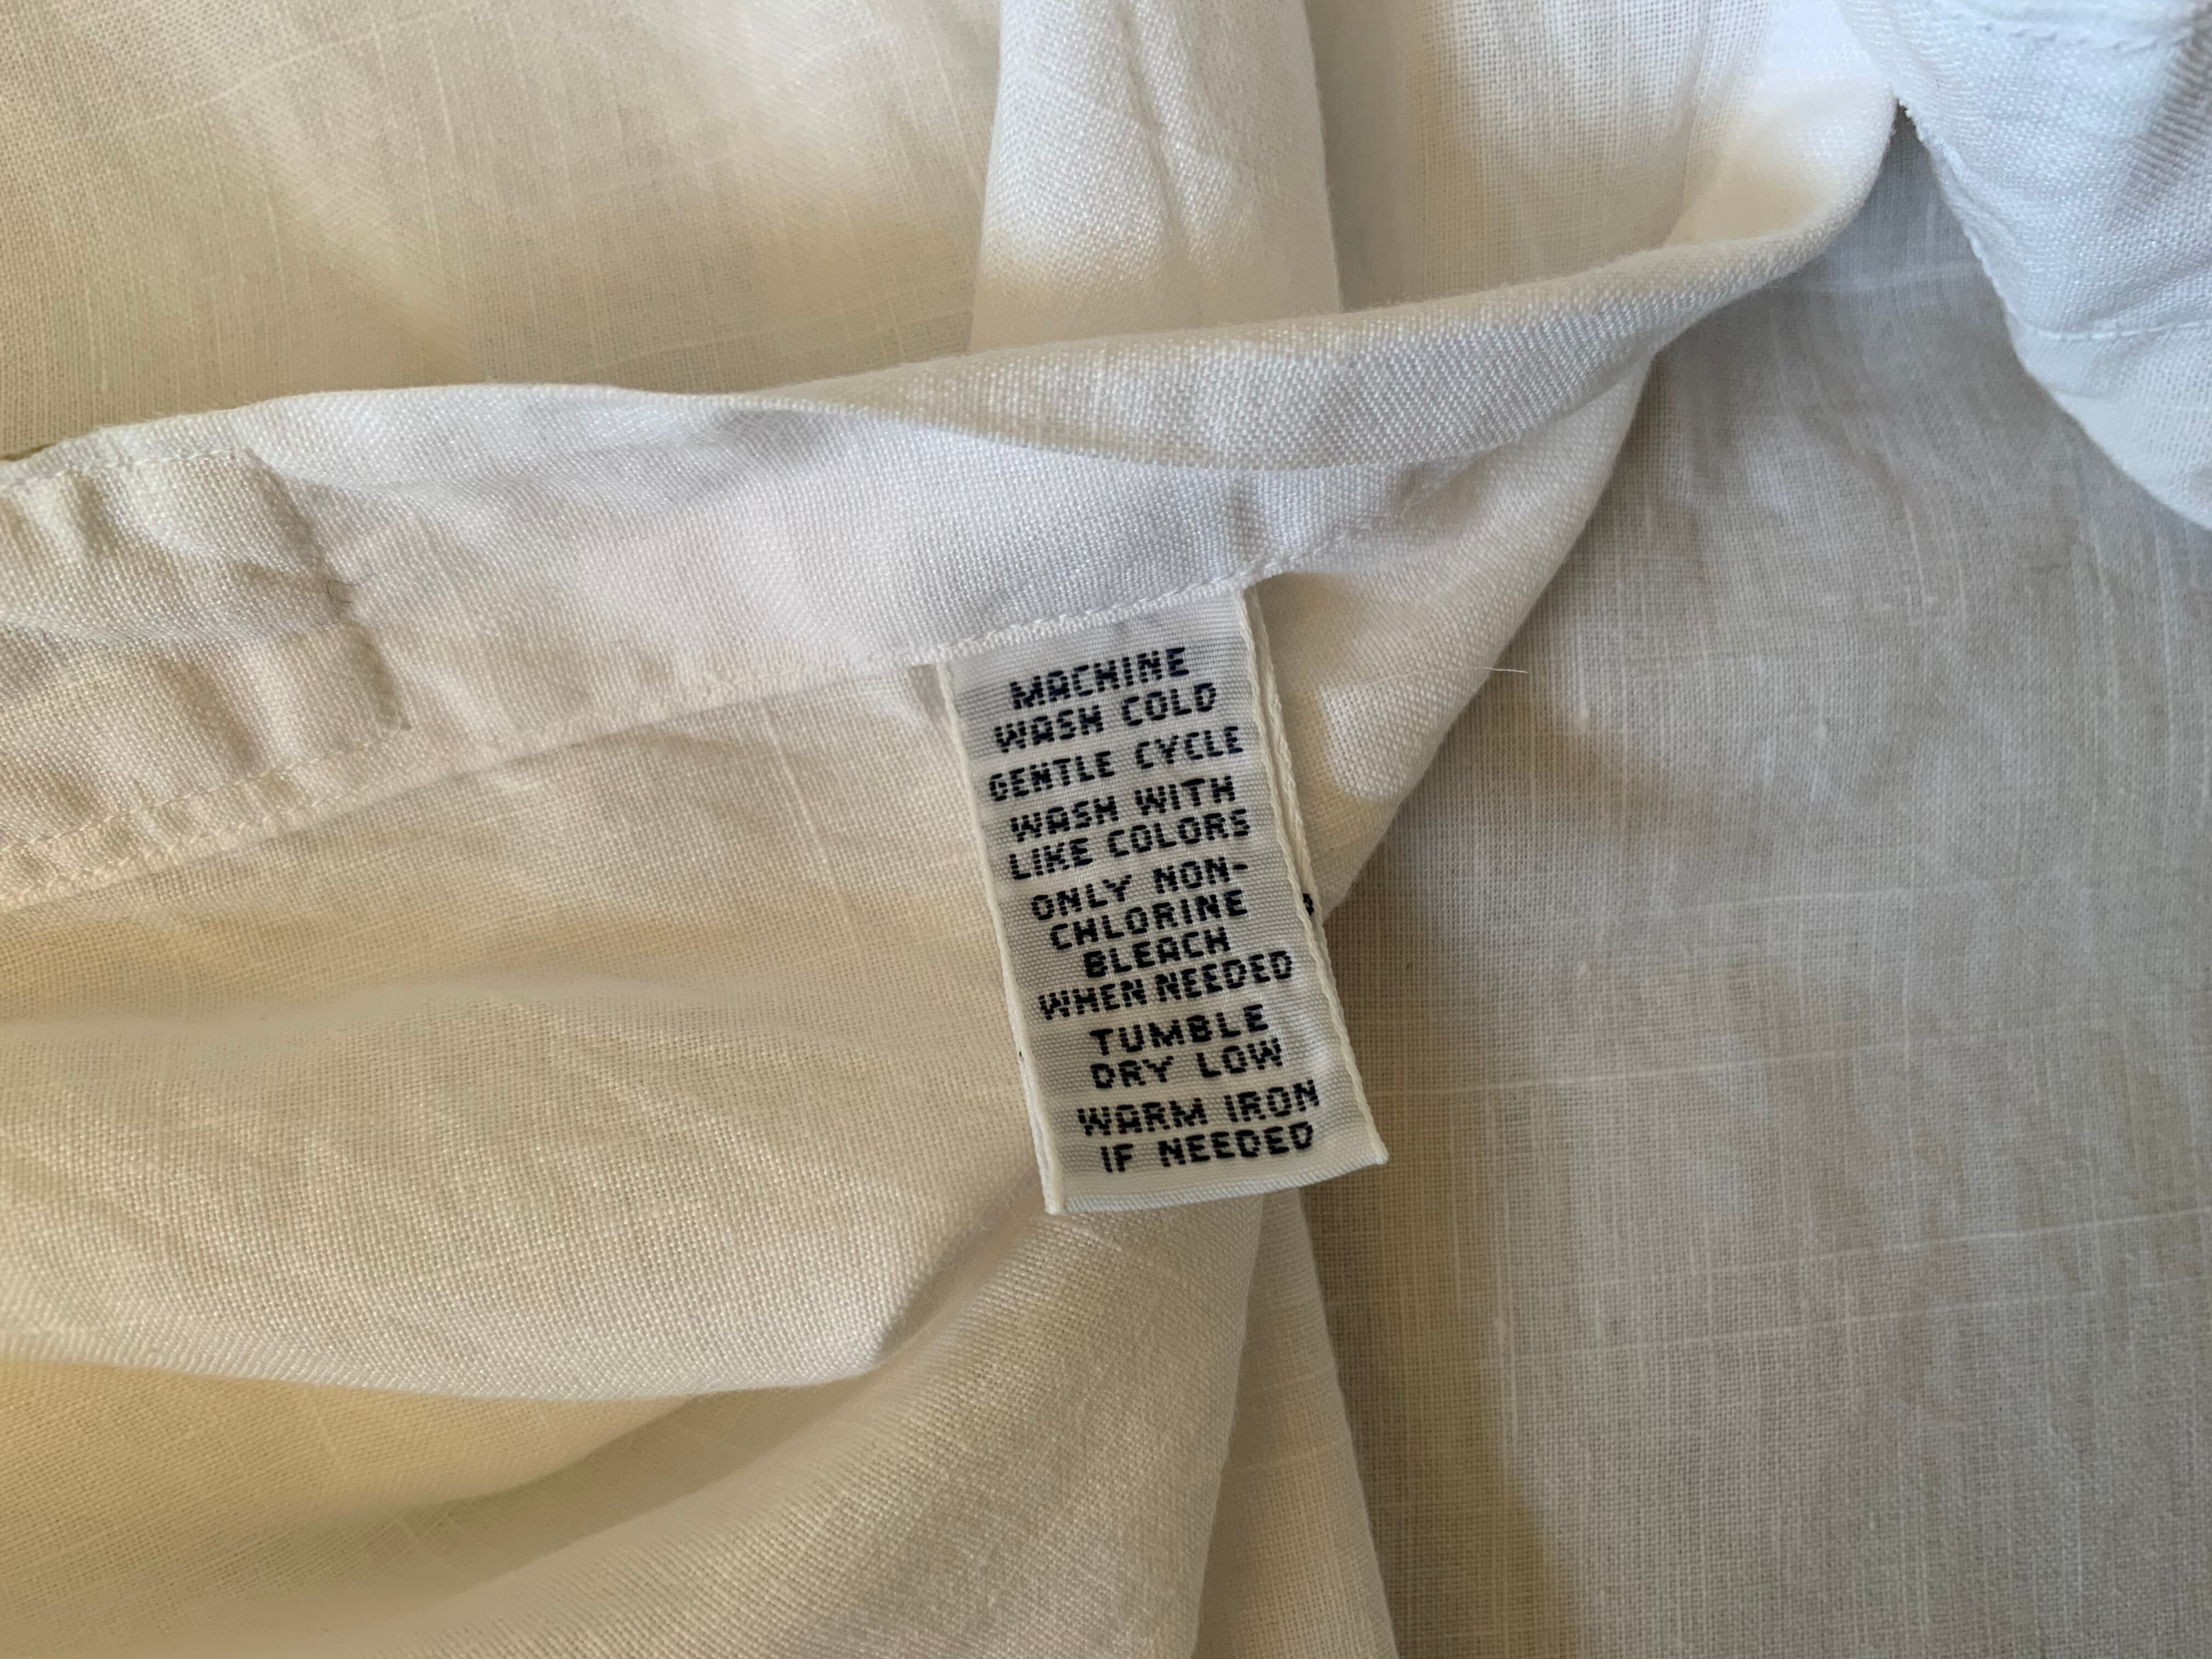 MACHINE
WASH COLD
GENTLE CYCLE
WASH WITH
LIKE COLORS
ONLY NON-
CHLORINE
BLEACH
WHEN NEEDED
TUMBLE
DRY LOW
WARM IRON
IF NEEDED